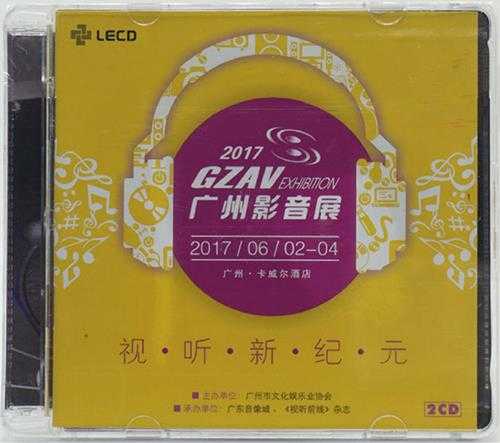 LECD
2017
GZAV EXHIBITION
广州影音展
2017 / 06 / 02-04
广州·卡威尔酒店
视·听·新·纪·元
■ 主办单位：广州市文化娱乐业协会
■ 承办单位：广东音像城、《视听前线》杂志
2CD